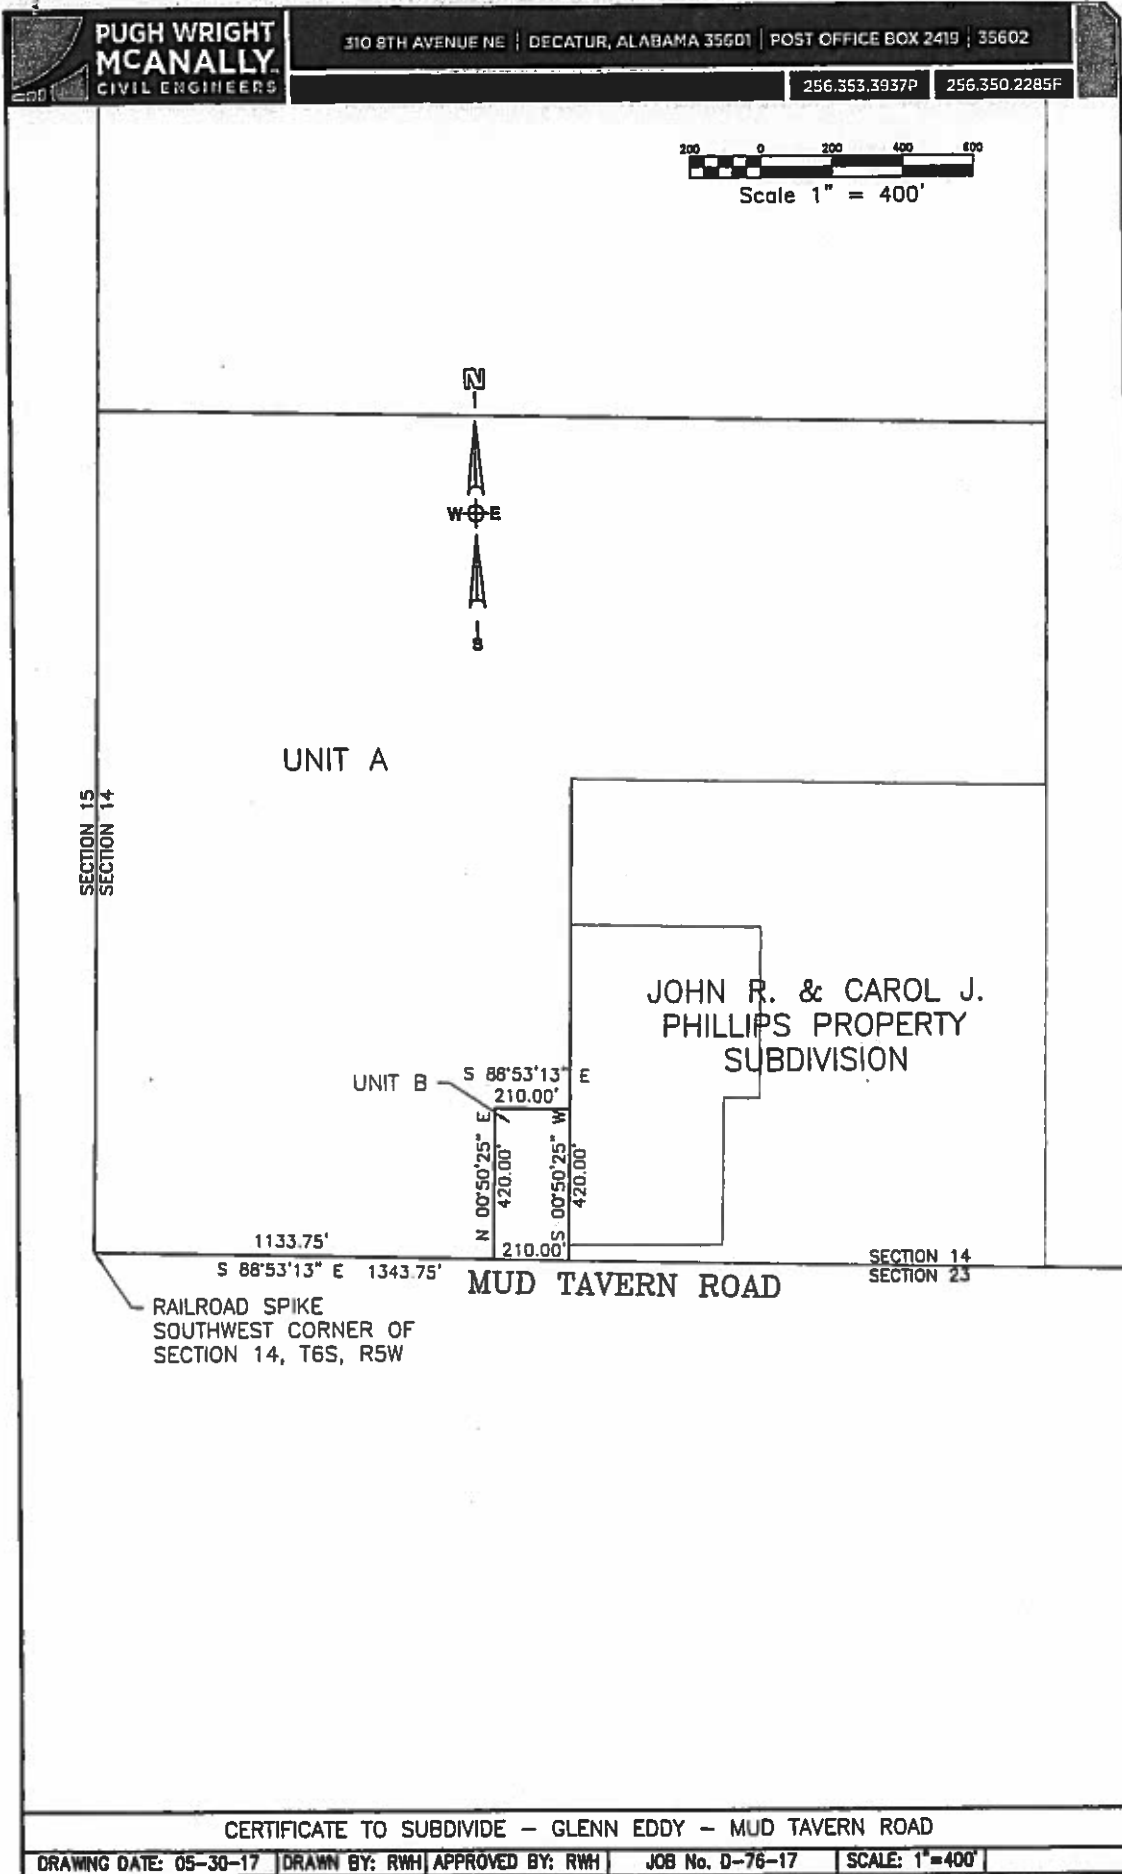 PUGH WRIGHT
MCANALLY
CIVIL ENGINEERS
310 8TH AVENUE NE | DECATUR, ALABAMA 35601 | POST OFFICE BOX 2419 | 35602
256.353.3937P
256.350.2285F
200 0 200 400 600
Scale 1" = 400'
N
W E
S
UNIT A
SECTION 15
SECTION 14
JOHN R. & CAROL J.
PHILLIPS PROPERTY
SUBDIVISION
UNIT B
S 88°53'13" E
210.00'
N 00°50'25" E
420.00'
S 00°50'25" W
420.00'
210.00'
1133.75'
S 88°53'13" E 1343.75'
MUD TAVERN ROAD
SECTION 14
SECTION 23
RAILROAD SPIKE
SOUTHWEST CORNER OF
SECTION 14, T6S, R5W
CERTIFICATE TO SUBDIVIDE – GLENN EDDY – MUD TAVERN ROAD
DRAWING DATE: 05-30-17 | DRAWN BY: RWH | APPROVED BY: RWH | JOB No. D-76-17 | SCALE: 1"=400' |